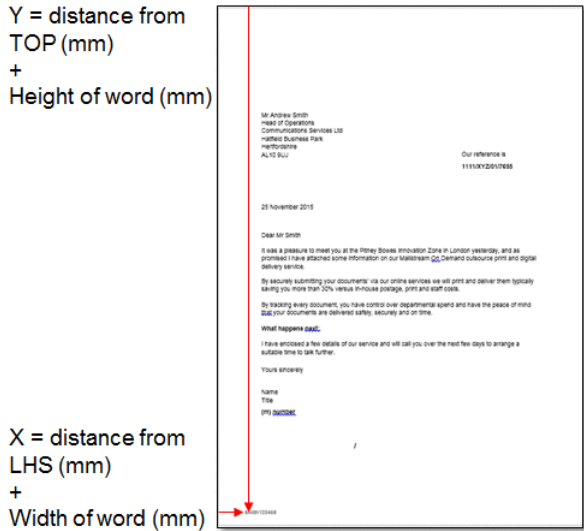 Y = distance from
TOP (mm)
+
Height of word (mm)
Mr Andrew Smith
Head of Operations
Communications Services Ltd
Hatfield Business Park
Hertfordshire
AL10 9UJ
Our reference is
1111/XYZ/01/7655
25 November 2015
Dear Mr Smith
It was a pleasure to meet you at the Pitney Bowes Innovation Zone in London yesterday, and as
promised I have attached some information on our Mailstream On Demand outsource print and digital
delivery service.
By securely submitting your documents' via our online services we will print and deliver them typically
saving you more than 30% versus in-house postage, print and staff costs.
By tracking every document, you have control over departmental spend and have the peace of mind
that your documents are delivered safely, securely and on time.
What happens next:.
I have enclosed a few details of our service and will call you over the next few days to arrange a
suitable time to talk further.
Yours sincerely
Name
Title
(m) number
/
X = distance from
LHS (mm)
+
Width of word (mm)